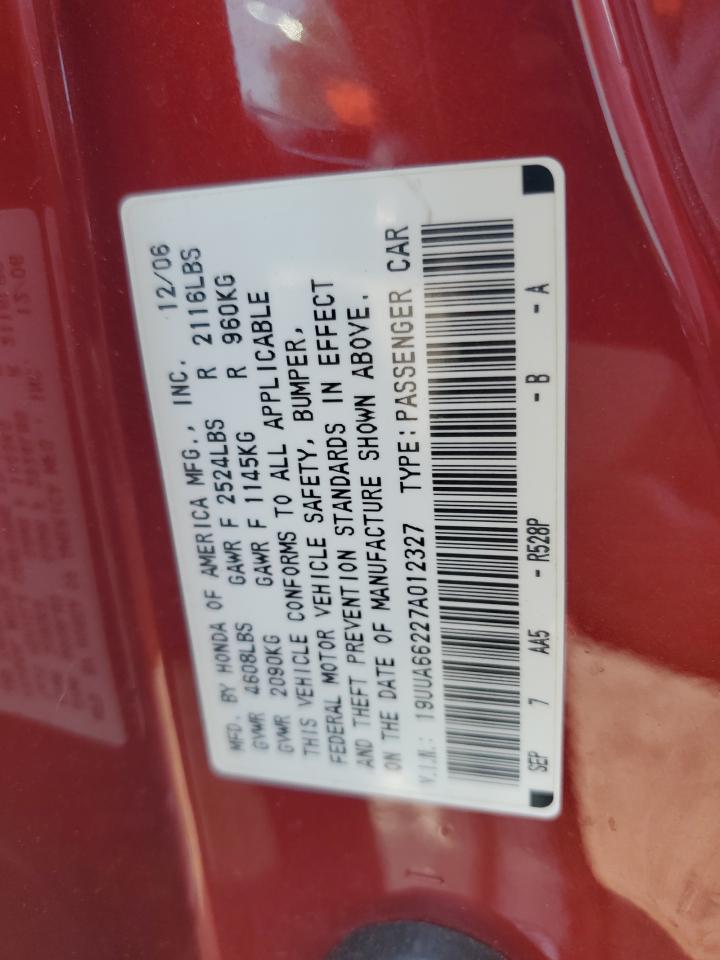 MFD. BY HONDA OF AMERICA MFG., INC. 12/06
GVWR 4608LBS GAWR F 2524LBS R 2116LBS
GVWR 2090KG GAWR F 1145KG R 960KG
THIS VEHICLE CONFORMS TO ALL APPLICABLE
FEDERAL MOTOR VEHICLE SAFETY, BUMPER,
AND THEFT PREVENTION STANDARDS IN EFFECT
ON THE DATE OF MANUFACTURE SHOWN ABOVE.
V.I.N.: 19UUA66227A012327 TYPE: PASSENGER CAR
SEP 7 AA5 - R528P - B - A